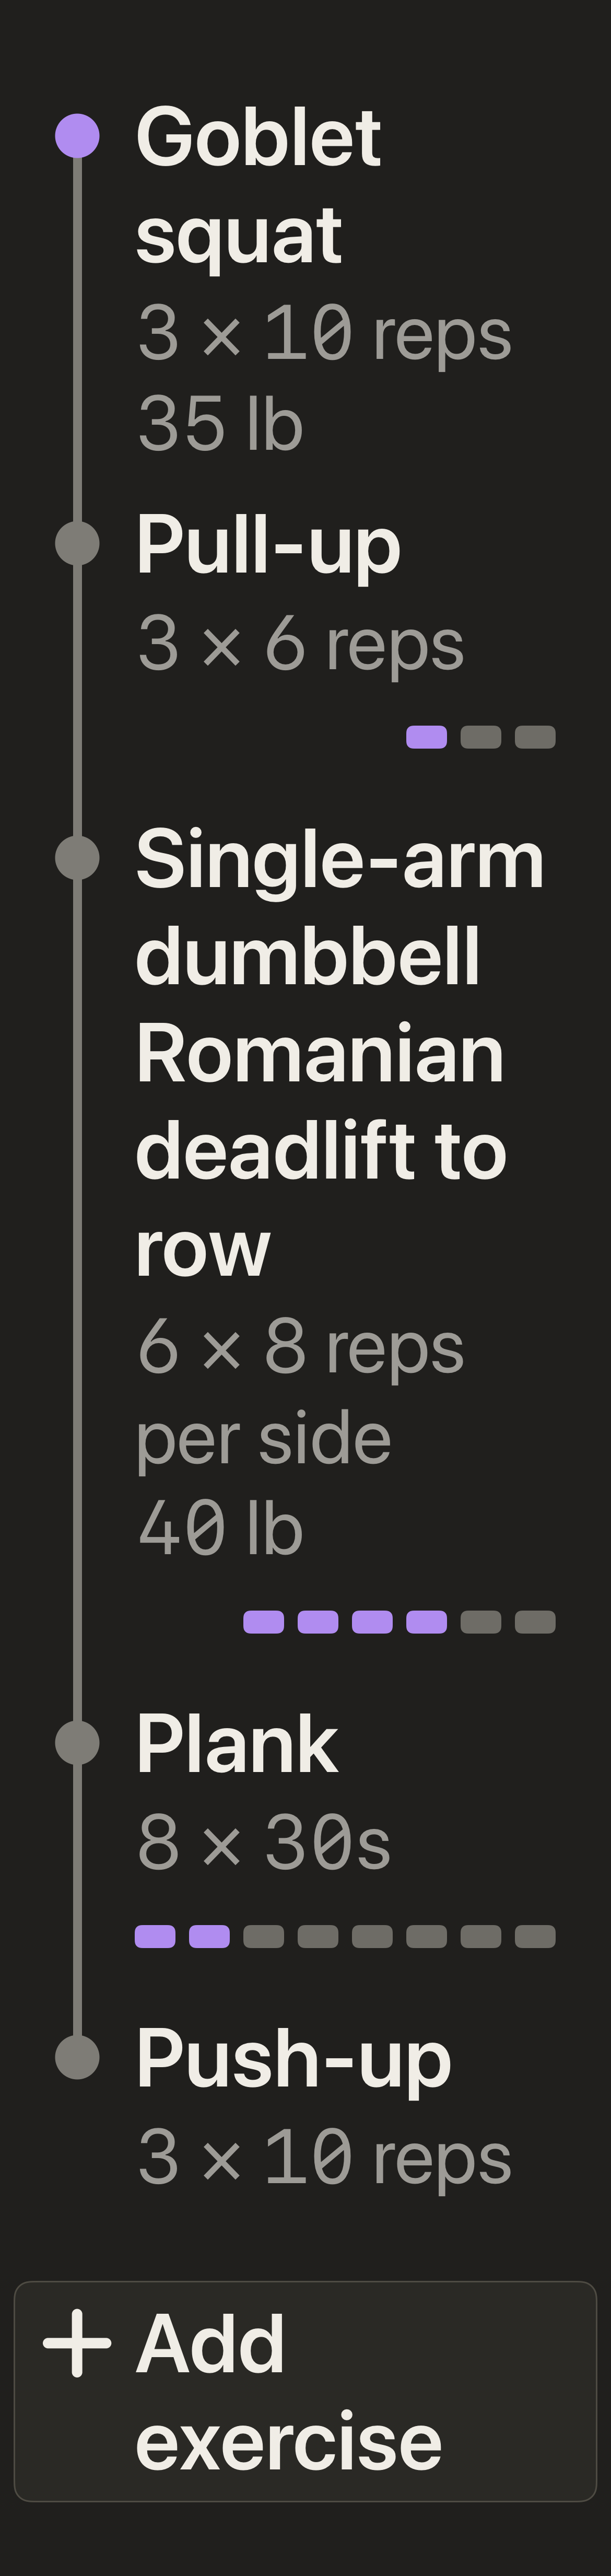 Goblet
squat
3 × 10 reps
35 lb
Pull-up
3 × 6 reps
Single-arm
dumbbell
Romanian
deadlift to
row
6 × 8 reps
per side
40 lb
Plank
8 × 30s
Push-up
3 × 10 reps
Add
exercise